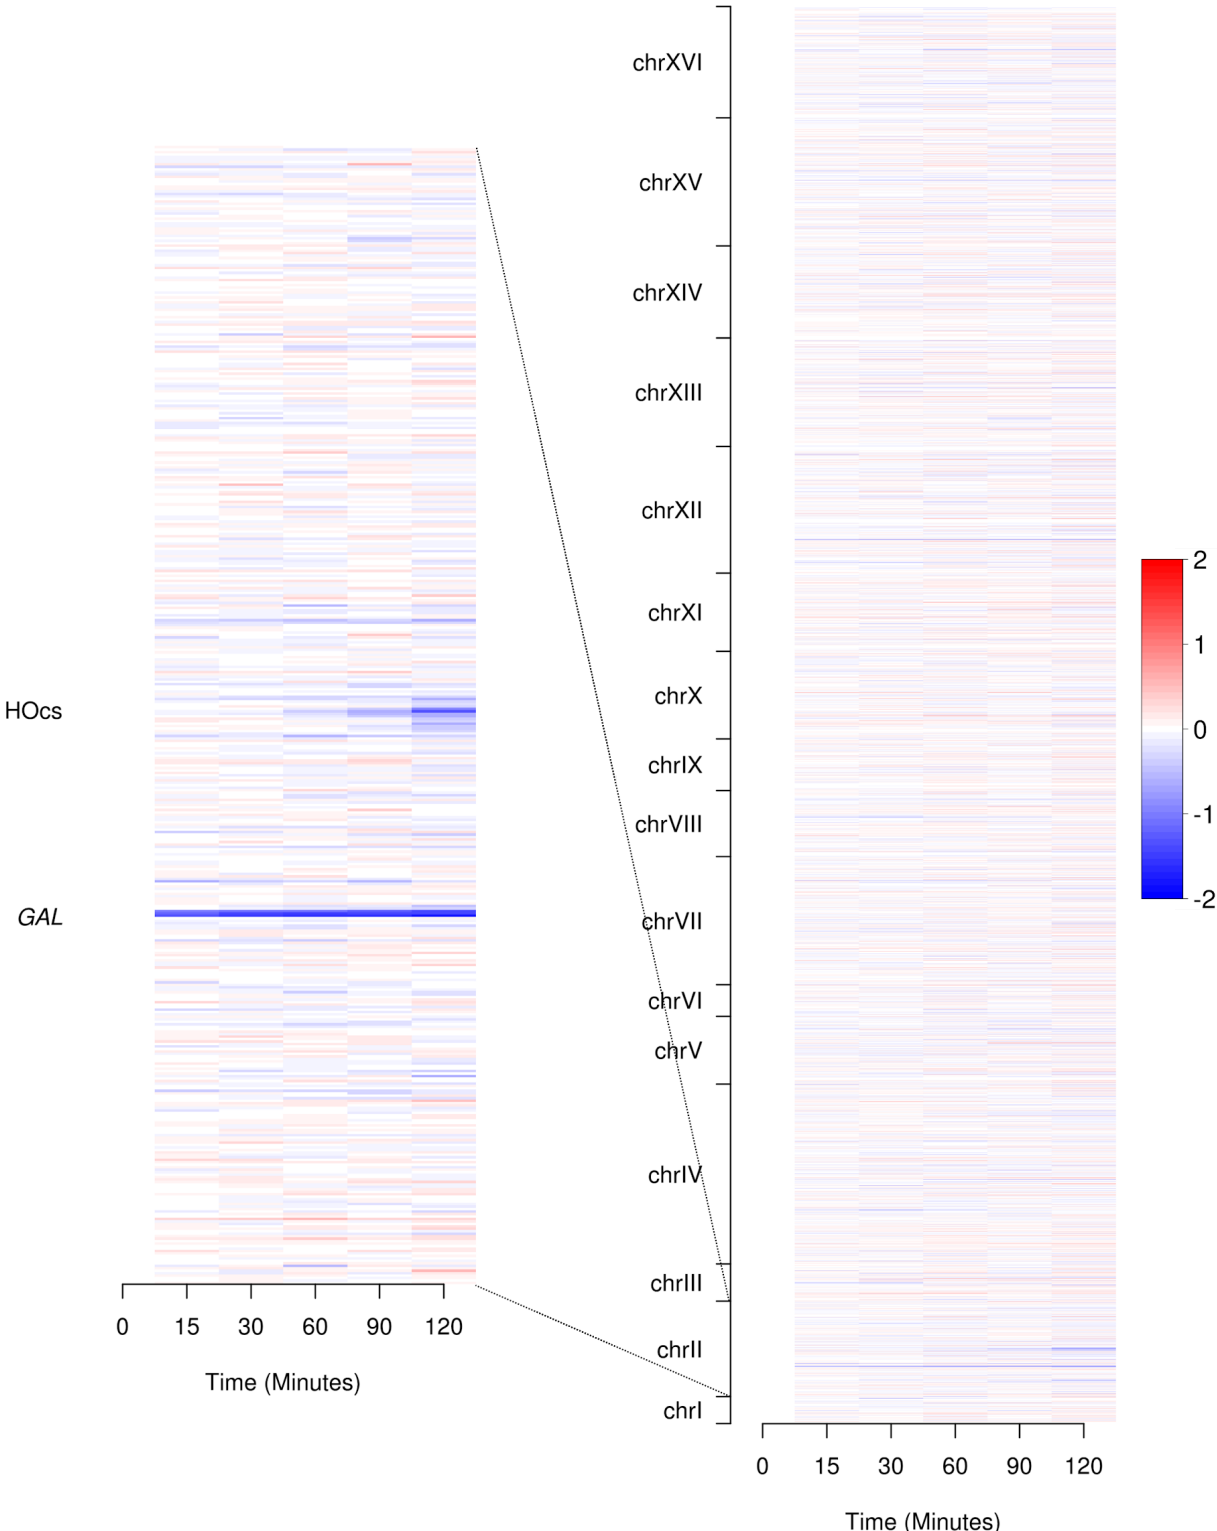 chrXVI
chrXV
chrXIV
chrXIII
chrXII
chrXI
chrX
chrIX
chrVIII
chrVII
chrVI
chrV
chrIV
chrIII
chrII
chrI
HOcs
GAL
0 15 30 60 90 120
Time (Minutes)
0 15 30 60 90 120
Time (Minutes)
2
1
0
-1
-2